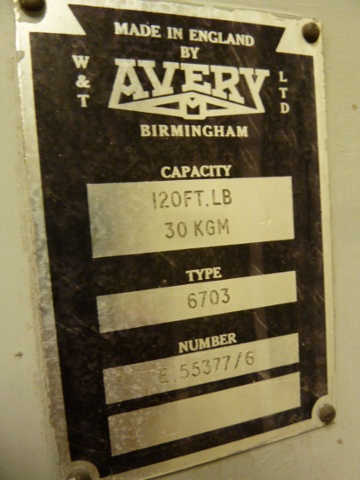 MADE IN ENGLAND
BY
W & T AVERY LTD
BIRMINGHAM
CAPACITY
120FT.LB
30 KGM
TYPE
6703
NUMBER
E.55377/6